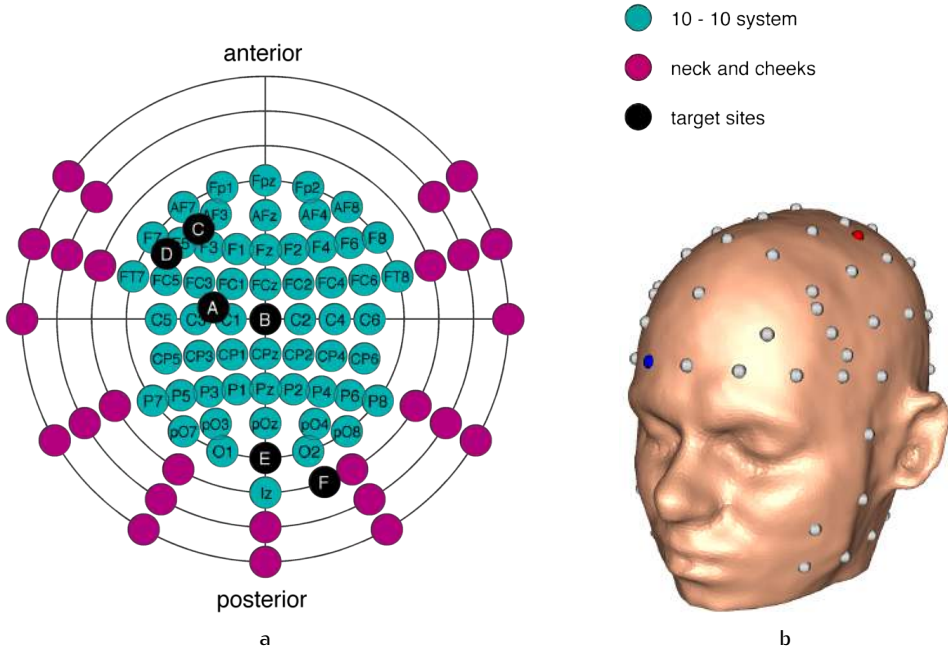 anterior
10 - 10 system
neck and cheeks
target sites
Fp1 Fpz Fp2
AF7 AF3 AFz AF4 AF8
C
F7 F3 F1 Fz F2 F4 F6 F8
D
FT7 FC5 FC3 FC1 FCz FC2 FC4 FC6 FT8
A
C5 C1 B C2 C4 C6
CP5 CP3 CP1 CPz CP2 CP4 CP6
P7 P5 P3 P1 Pz P2 P4 P6 P8
pO7 pO3 pOz pO4 pO8
O1 E O2
Iz F
posterior
a b